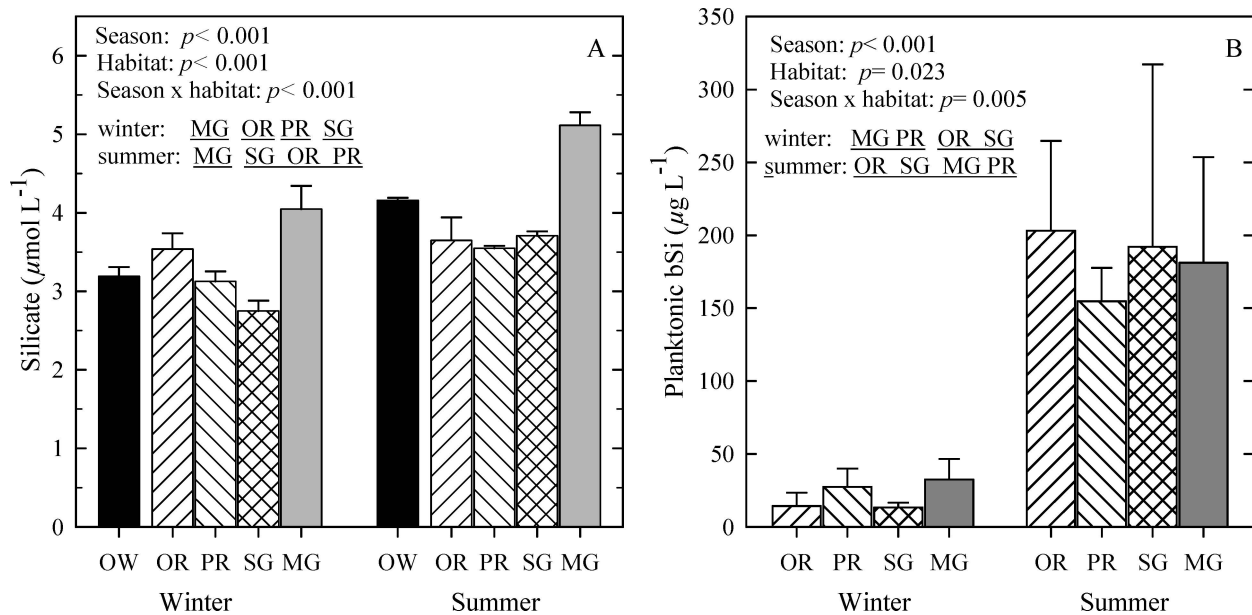 A
Season: p< 0.001
Habitat: p< 0.001
Season x habitat: p< 0.001
winter: MG OR PR SG
summer: MG SG OR PR
Silicate (µmol L⁻¹)
6
5
4
3
2
1
0
OW OR PR SG MG OW OR PR SG MG
Winter Summer
B
Season: p< 0.001
Habitat: p= 0.023
Season x habitat: p= 0.005
winter: MG PR OR SG
summer: OR SG MG PR
Planktonic bSi (µg L⁻¹)
350
300
250
200
150
100
50
0
OR PR SG MG OR PR SG MG
Winter Summer